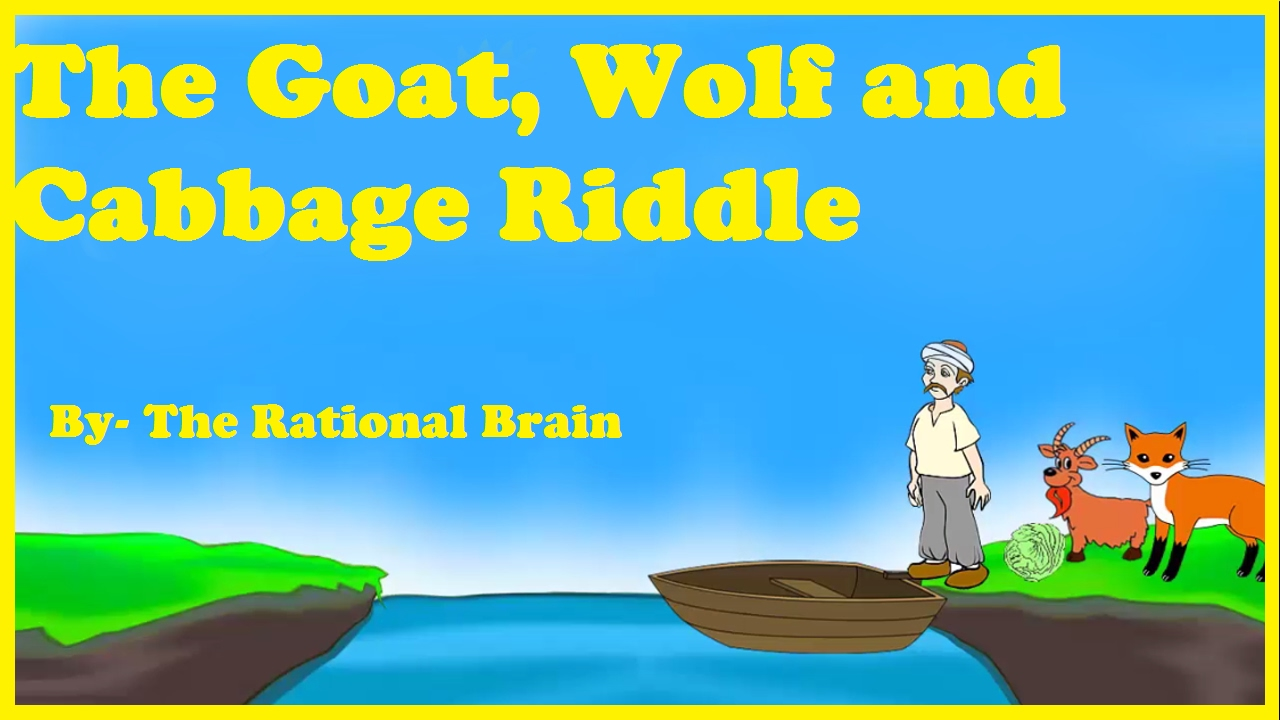 The Goat, Wolf and
Cabbage Riddle
By- The Rational Brain